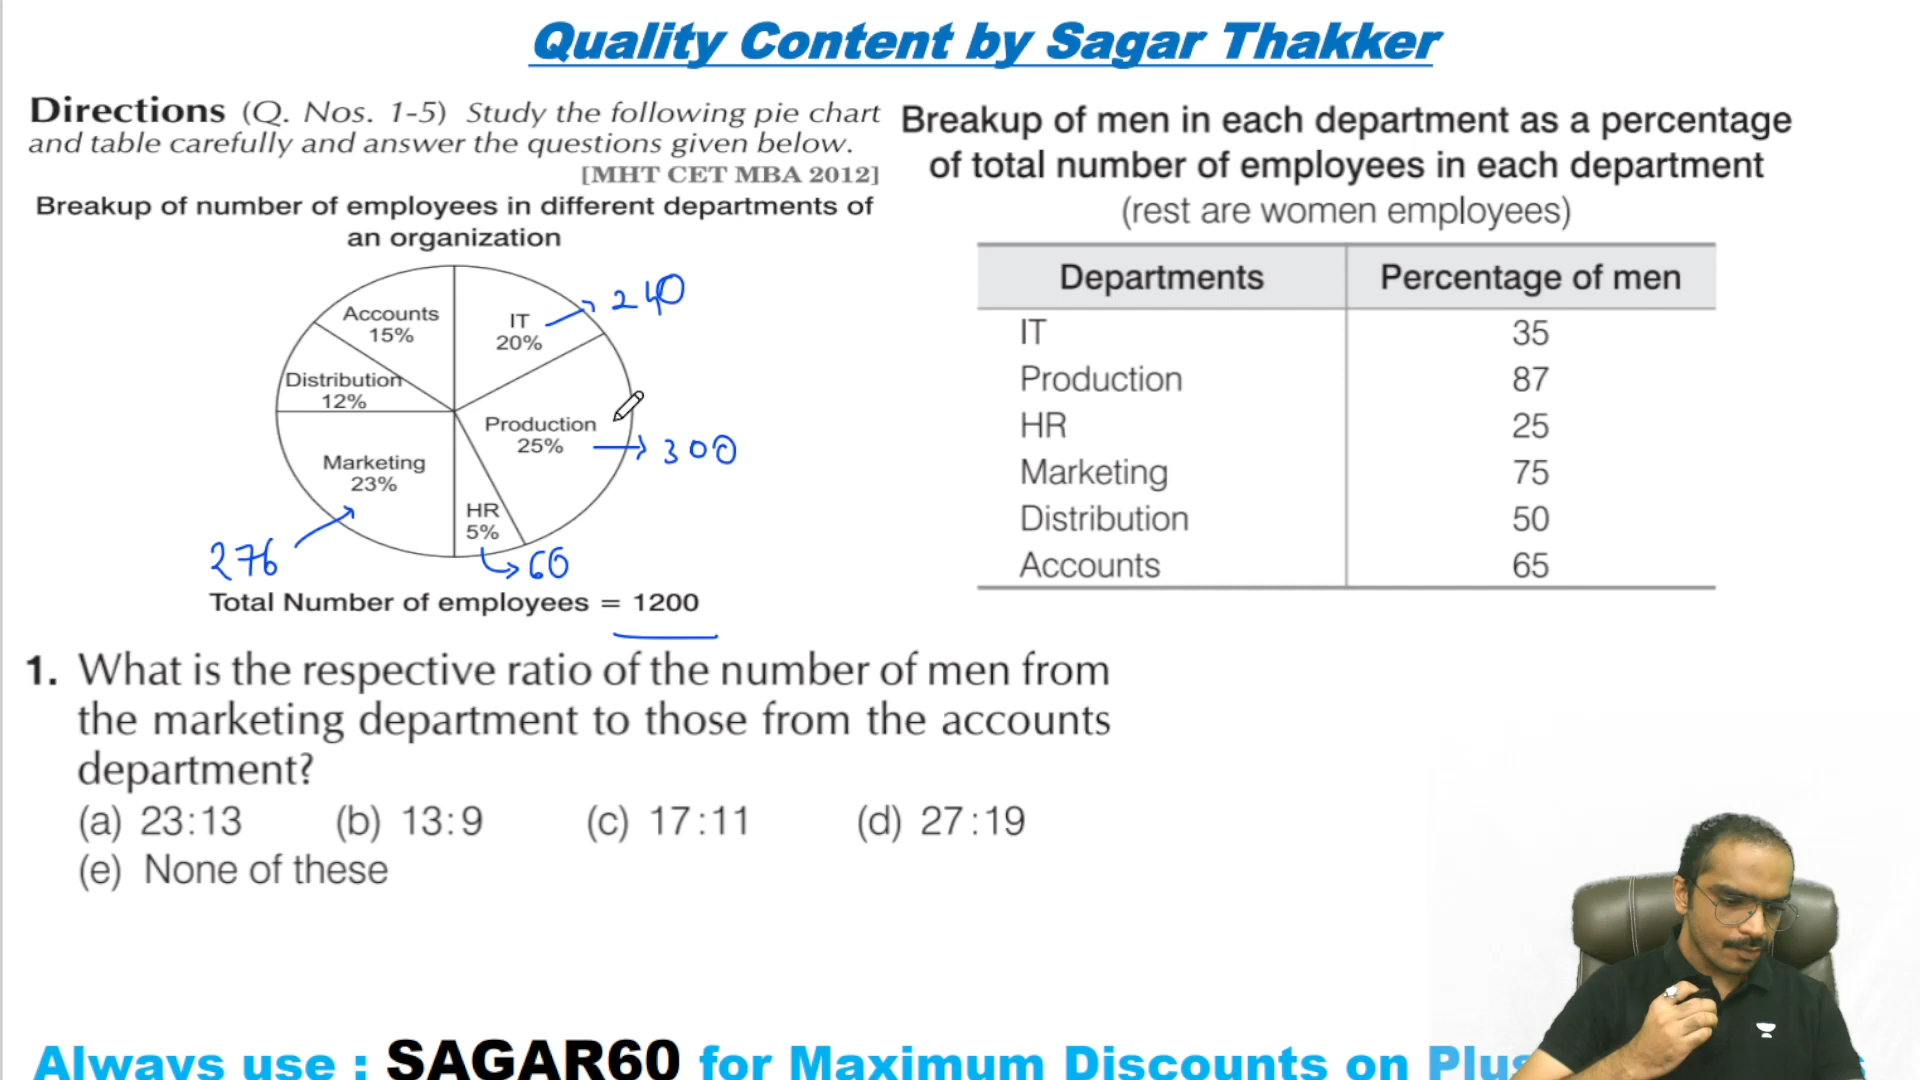 Quality Content by Sagar Thakker
Directions (Q. Nos. 1-5) Study the following pie chart
and table carefully and answer the questions given below.
[MHT CET MBA 2012]
Breakup of number of employees in different departments of
an organization
Accounts
15%
IT
20%
240
Distribution
12%
Production
25%
300
Marketing
23%
HR
5%
276
60
Total Number of employees = 1200
Breakup of men in each department as a percentage
of total number of employees in each department
(rest are women employees)
Departments Percentage of men
IT 35
Production 87
HR 25
Marketing 75
Distribution 50
Accounts 65
1. What is the respective ratio of the number of men from
the marketing department to those from the accounts
department?
(a) 23:13 (b) 13:9 (c) 17:11 (d) 27:19
(e) None of these
Always use : SAGAR60 for Maximum Discounts on